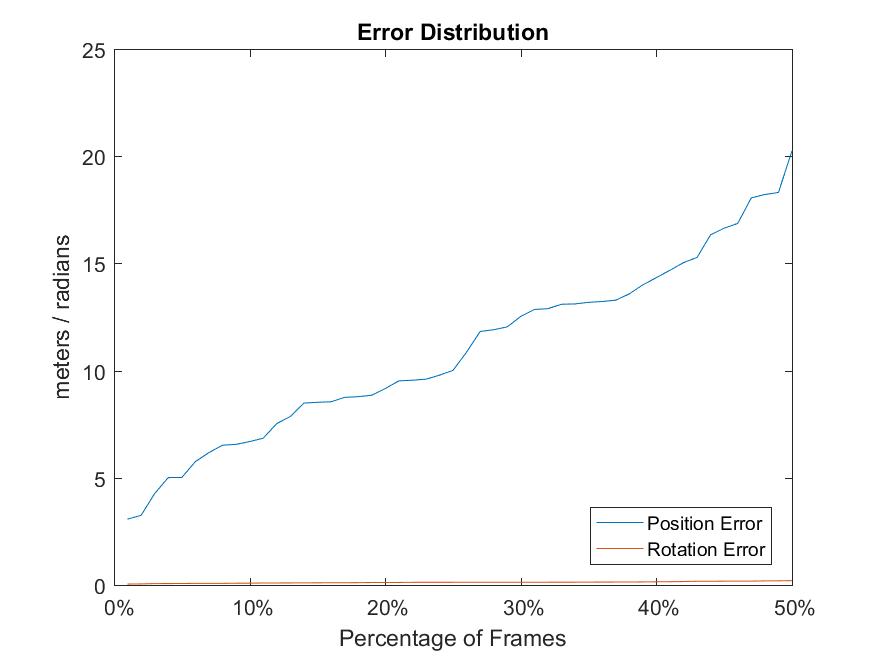 Error Distribution
25
20
15
10
5
0
meters / radians
Position Error
Rotation Error
0% 10% 20% 30% 40% 50%
Percentage of Frames